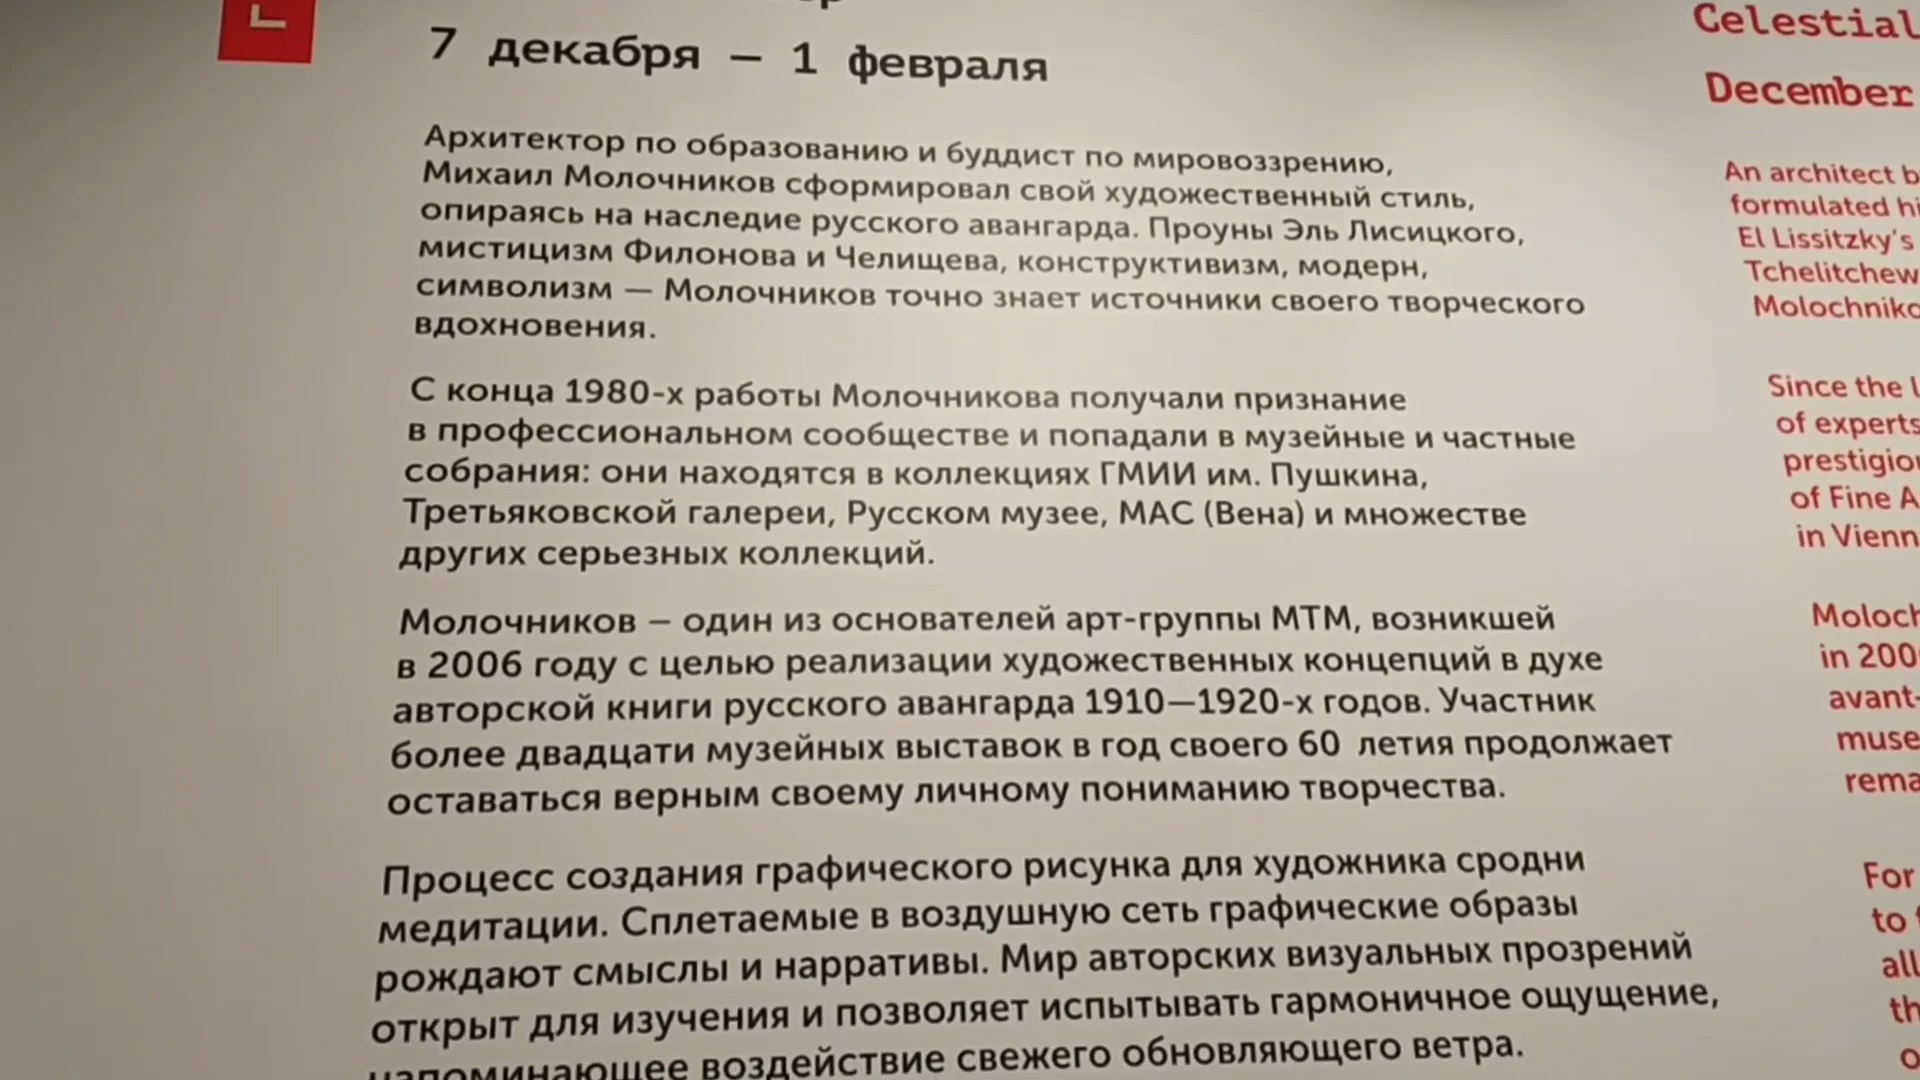 7 декабря — 1 февраля
Архитектор по образованию и буддист по мировоззрению,
Михаил Молочников сформировал свой художественный стиль,
опираясь на наследие русского авангарда. Проуны Эль Лисицкого,
мистицизм Филонова и Челищева, конструктивизм, модерн,
символизм — Молочников точно знает источники своего творческого
вдохновения.
С конца 1980-х работы Молочникова получали признание
в профессиональном сообществе и попадали в музейные и частные
собрания: они находятся в коллекциях ГМИИ им. Пушкина,
Третьяковской галереи, Русском музее, МАС (Вена) и множестве
других серьезных коллекций.
Молочников — один из основателей арт-группы МТМ, возникшей
в 2006 году с целью реализации художественных концепций в духе
авторской книги русского авангарда 1910—1920-х годов. Участник
более двадцати музейных выставок в год своего 60 летия продолжает
оставаться верным своему личному пониманию творчества.
Процесс создания графического рисунка для художника сродни
медитации. Сплетаемые в воздушную сеть графические образы
рождают смыслы и нарративы. Мир авторских визуальных прозрений
открыт для изучения и позволяет испытывать гармоничное ощущение,
напоминающее воздействие свежего обновляющего ветра.
Celestial
December
An architect b
formulated hi
El Lissitzky's
Tchelitchew
Molochniko
Since the l
of experts
prestigio
of Fine A
in Vienn
Moloch
in 200
avant-
muse
rema
For
to f
all
th
o